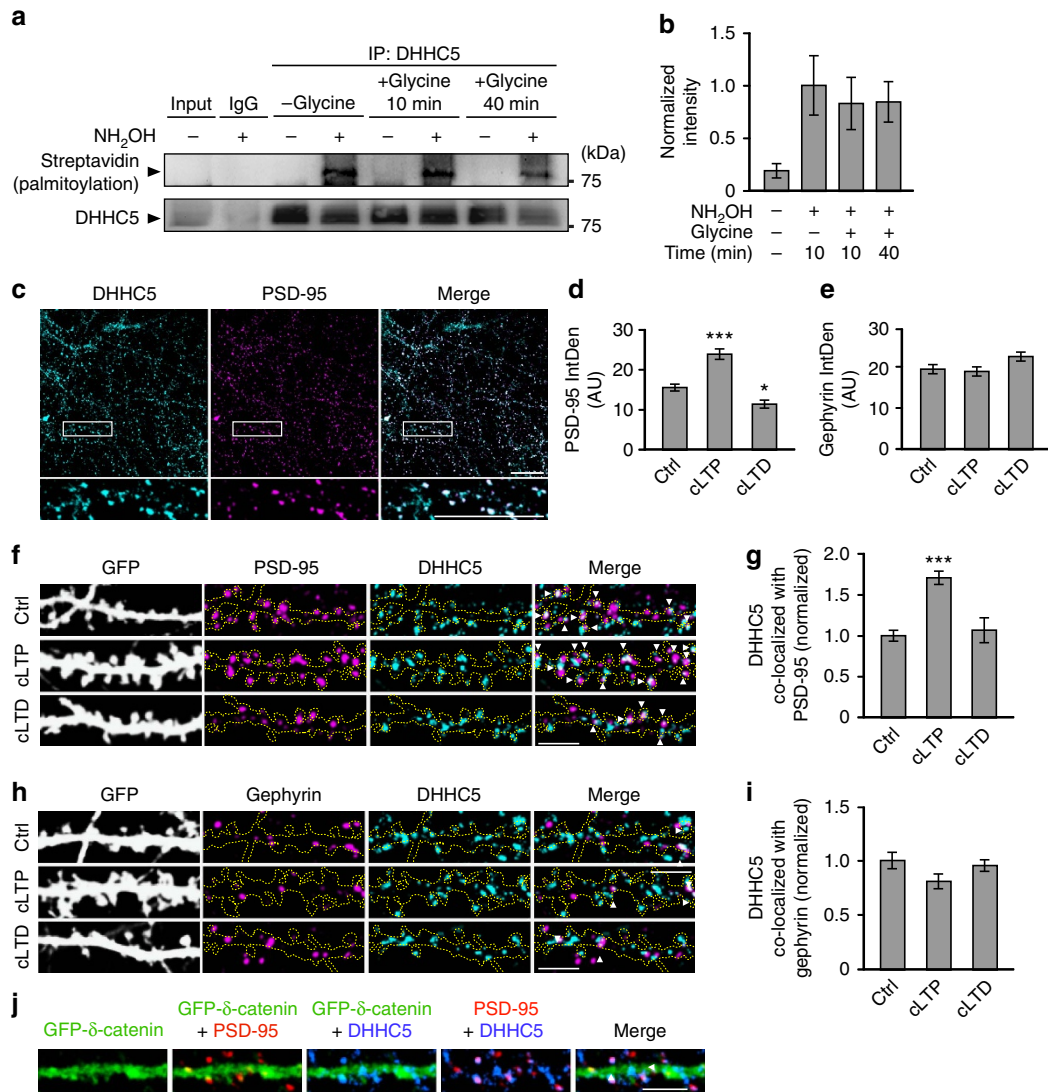 a
IP: DHHC5
Input IgG –Glycine +Glycine 10 min +Glycine 40 min
NH2OH – + – + – + – +
Streptavidin (palmitoylation)
(kDa)
75
DHHC5
75
b
Normalized intensity
1.5
1.0
0.5
0
NH2OH – + + +
Glycine – – + +
Time (min) – 10 10 40
c
DHHC5 PSD-95 Merge
d
PSD-95 IntDen (AU)
30
20
10
0
***
*
Ctrl cLTP cLTD
e
Gephyrin IntDen (AU)
30
20
10
0
Ctrl cLTP cLTD
f
GFP PSD-95 DHHC5 Merge
Ctrl
cLTP
cLTD
g
DHHC5 co-localized with PSD-95 (normalized)
2.0
1.5
1.0
0.5
0
***
Ctrl cLTP cLTD
h
GFP Gephyrin DHHC5 Merge
Ctrl
cLTP
cLTD
i
DHHC5 co-localized with gephyrin (normalized)
1.5
1.0
0.5
0
Ctrl cLTP cLTD
j
GFP-δ-catenin
GFP-δ-catenin + PSD-95
GFP-δ-catenin + DHHC5
PSD-95 + DHHC5
Merge